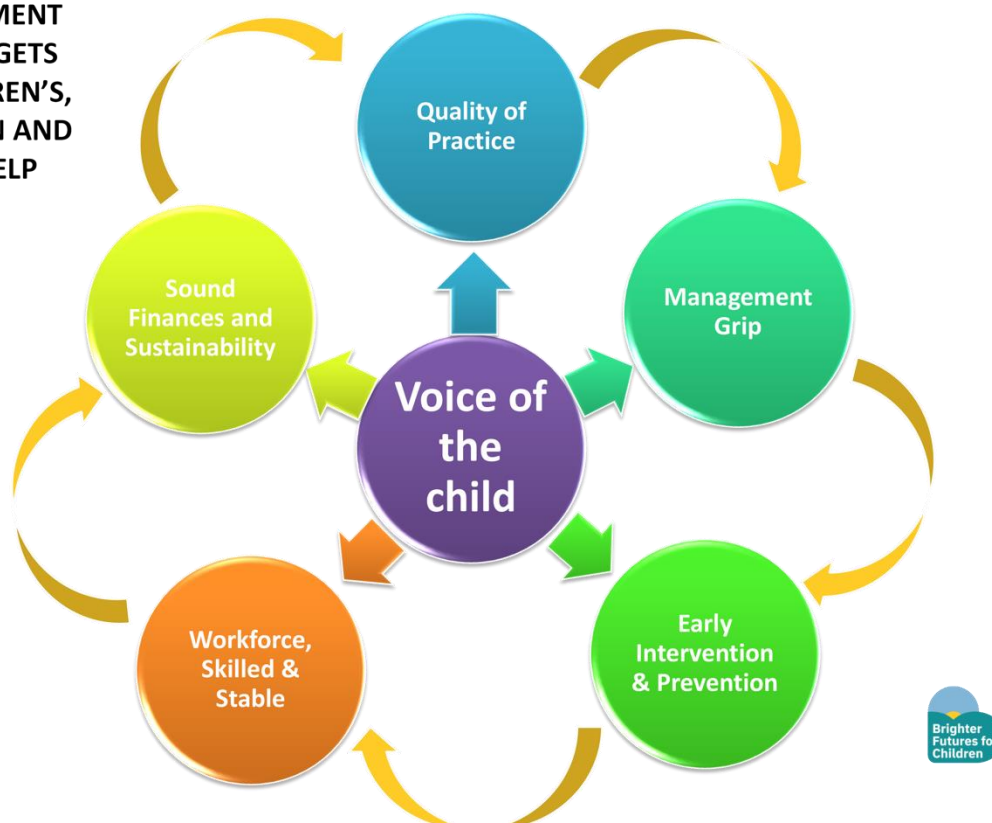 MENT
GETS
REN'S,
N AND
ELP
Quality of
Practice
Sound
Finances and
Sustainability
Management
Grip
Voice of
the
child
Workforce,
Skilled &
Stable
Early
Intervention
& Prevention
Brighter
Futures fo
Children